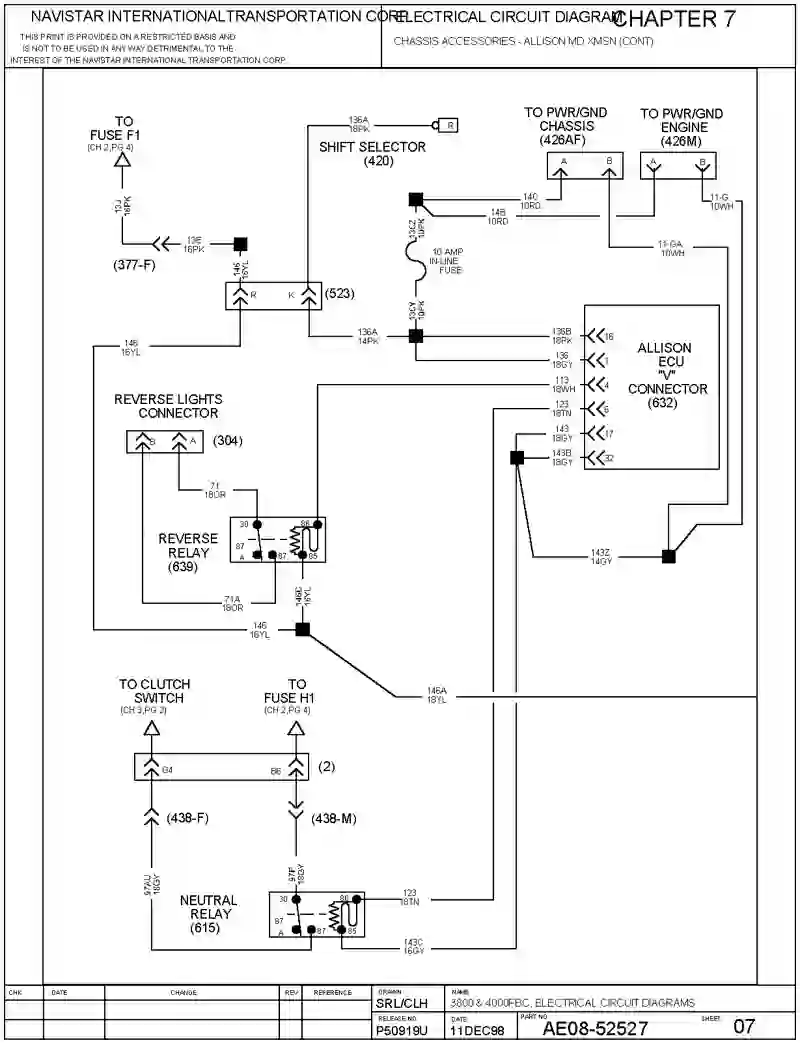 NAVISTAR INTERNATIONAL TRANSPORTATION CORP.
THIS PRINT IS PROVIDED ON A RESTRICTED BASIS AND
IS NOT TO BE USED IN ANY WAY DETRIMENTAL TO THE
INTEREST OF THE NAVISTAR INTERNATIONAL TRANSPORTATION CORP.
ELECTRICAL CIRCUIT DIAGRAM
CHAPTER 7
CHASSIS ACCESSORIES - ALLISON MD XMSN (CONT)
TO
FUSE F1
(CH 2,PG 4)
13J
16PK
(377-F)
13E
16PK
146
16YL
136A
18PK
R
SHIFT SELECTOR
(420)
TO PWR/GND
CHASSIS
(426AF)
A B
TO PWR/GND
ENGINE
(426M)
A B
140
10RD
14B
10RD
11-G
10WH
11-GA
10WH
13CZ
10PK
10 AMP
IN-LINE
FUSE
13CY
10PK
R K
(523)
136A
14PK
146
16YL
136B
18PK
16
136
18GY
1
113
18WH
4
123
18TN
6
143
18GY
17
143B
18GY
32
ALLISON
ECU
"V"
CONNECTOR
(632)
REVERSE LIGHTS
CONNECTOR
B A
(304)
71
18OR
REVERSE
RELAY
(639)
30 86
87
A 87 85
71A
18OR
146C
16YL
146
16YL
143Z
14GY
146A
18YL
TO CLUTCH
SWITCH
(CH 3,PG 2)
TO
FUSE H1
(CH 2,PG 4)
G4 B6
(2)
(438-F)
(438-M)
97AU
18GY
97F
18GY
NEUTRAL
RELAY
(615)
30
87
A 87 85
123
18TN
143C
16GY
CHK DATE CHANGE REV REFERENCE
DRAWN
SRL/CLH
NAME
3800 & 4000FBC, ELECTRICAL CIRCUIT DIAGRAMS
RELEASE NO.
P50919U
DATE
11DEC98
PART NO.
AE08-52527
SHEET
07